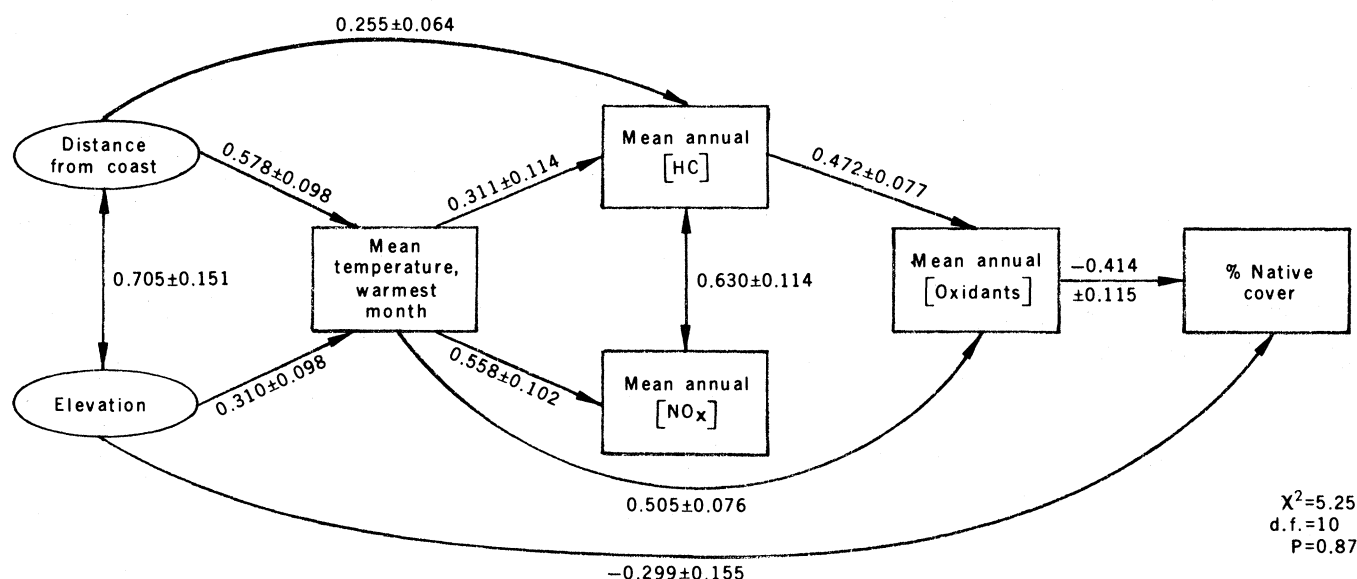 0.255±0.064
Distance
from coast
0.578±0.098
0.311±0.114
Mean annual
[HC]
0.472±0.077
0.705±0.151
Mean
temperature,
warmest
month
0.630±0.114
Mean annual
[Oxidants]
−0.414
±0.115
% Native
cover
Elevation
0.310±0.098
0.558±0.102
Mean annual
[NOx]
0.505±0.076
−0.299±0.155
χ²=5.25
d.f.=10
P=0.87